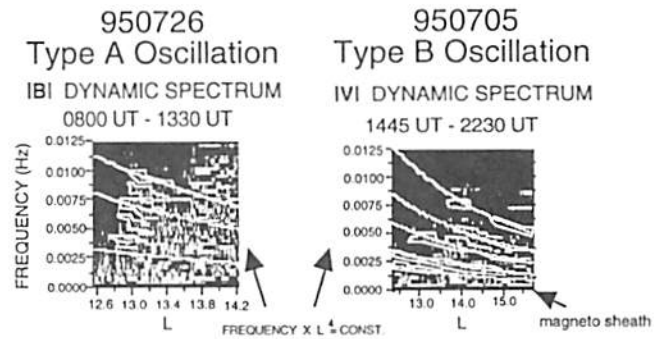 950726
Type A Oscillation
IBI DYNAMIC SPECTRUM
0800 UT - 1330 UT
FREQUENCY (Hz)
0.0125
0.0100
0.0075
0.0050
0.0025
0.0000
12.6 13.0 13.4 13.8 14.2
L
950705
Type B Oscillation
IVI DYNAMIC SPECTRUM
1445 UT - 2230 UT
0.0125
0.0100
0.0075
0.0050
0.0025
0.0000
13.0 14.0 15.0
L
FREQUENCY X L⁴ = CONST.
magneto sheath